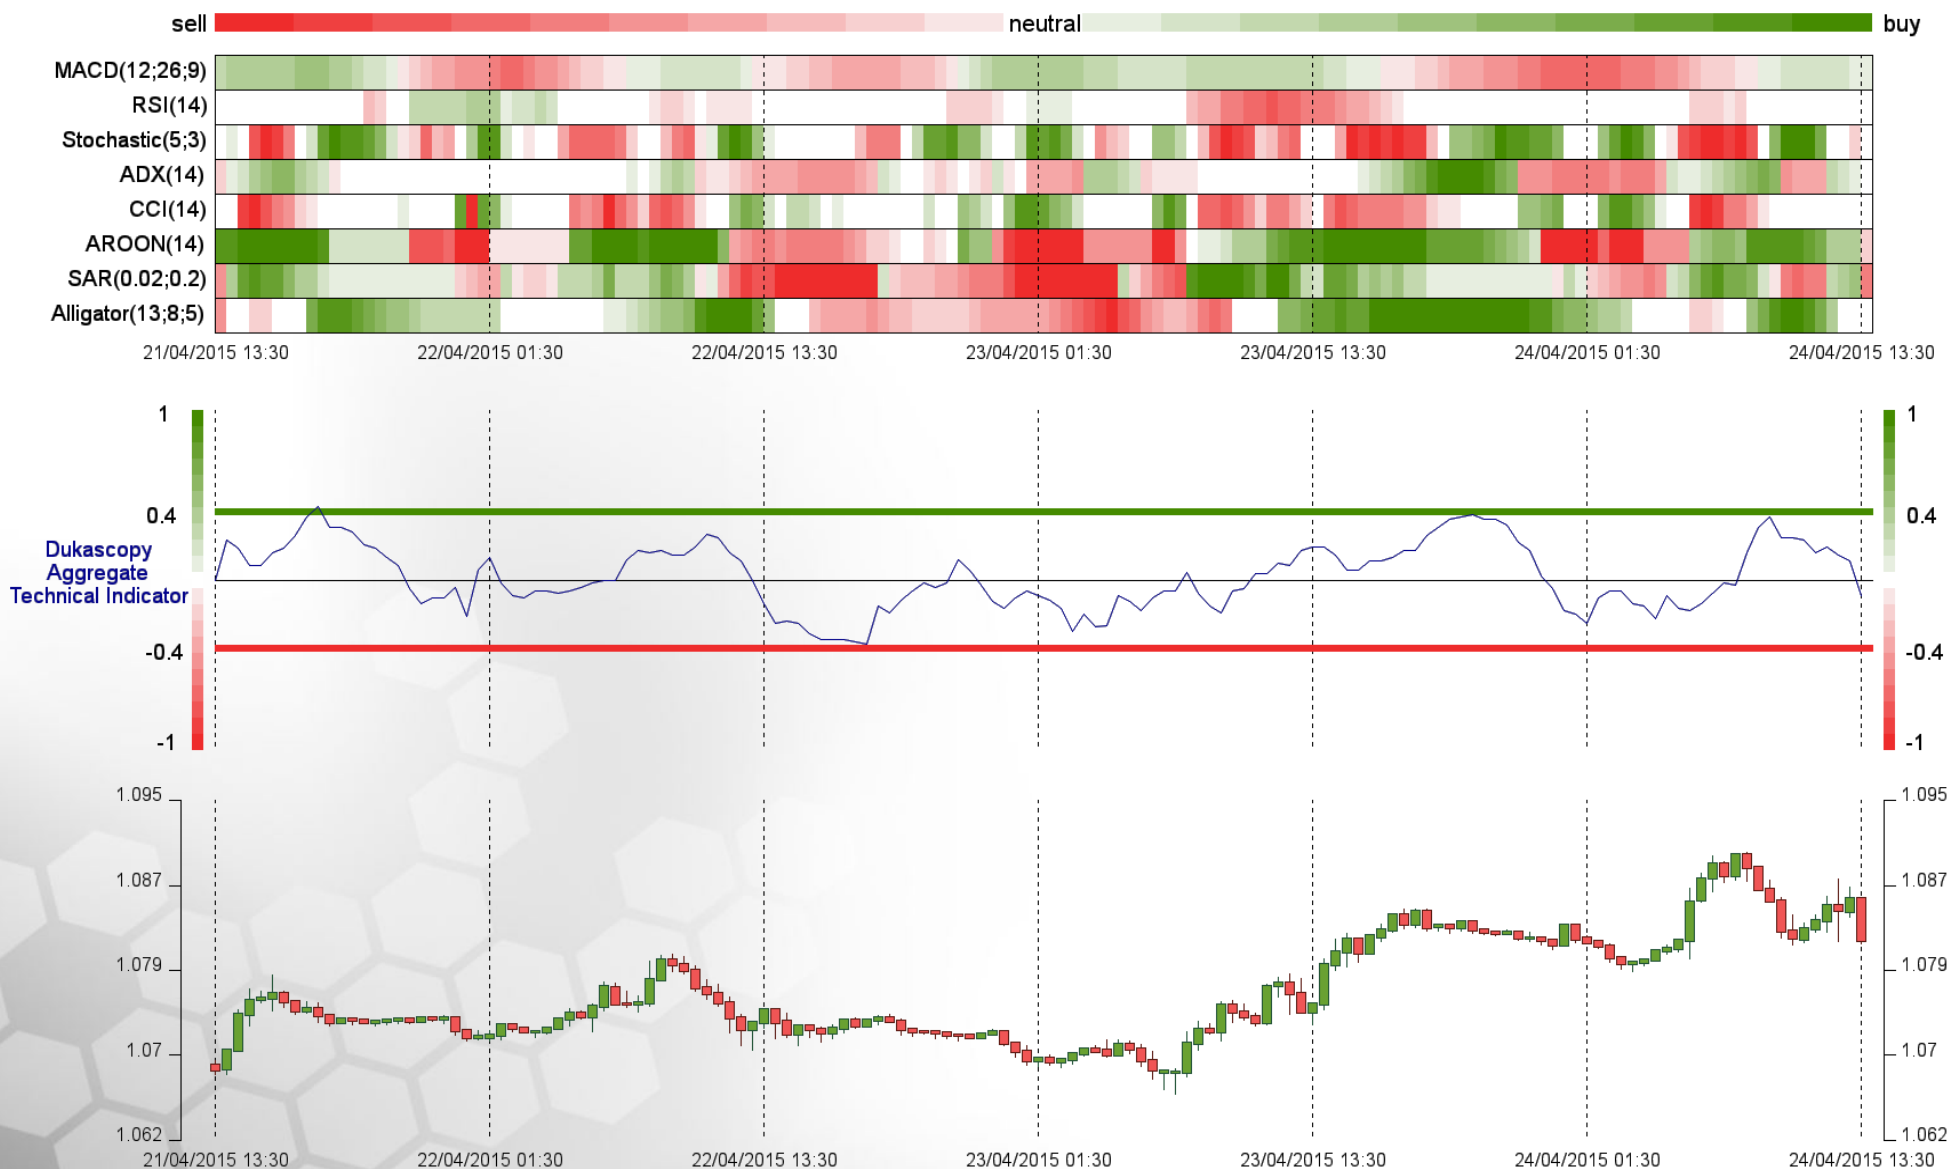 sell neutral buy
MACD(12;26;9)
RSI(14)
Stochastic(5;3)
ADX(14)
CCI(14)
AROON(14)
SAR(0.02;0.2)
Alligator(13;8;5)
21/04/2015 13:30 22/04/2015 01:30 22/04/2015 13:30 23/04/2015 01:30 23/04/2015 13:30 24/04/2015 01:30 24/04/2015 13:30
1 1
0.4 0.4
Dukascopy
Aggregate
Technical Indicator
-0.4 -0.4
-1 -1
1.095 1.095
1.087 1.087
1.079 1.079
1.07 1.07
1.062 1.062
21/04/2015 13:30 22/04/2015 01:30 22/04/2015 13:30 23/04/2015 01:30 23/04/2015 13:30 24/04/2015 01:30 24/04/2015 13:30